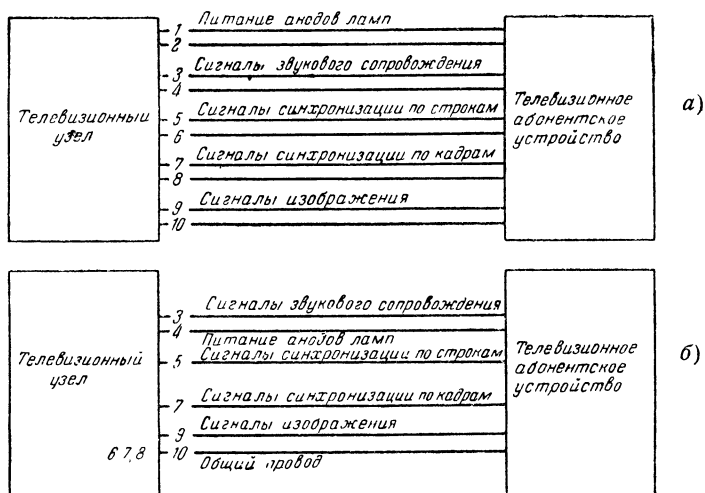 Питание анодов ламп
1
2
Сигналы звукового сопровождения
3
4
Телевизионный
узел
Сигналы синхронизации по строкам
5
6
Телевизионное
абонентское
устройство
а)
Сигналы синхронизации по кадрам
7
8
Сигналы изображения
9
10
Сигналы звукового сопровождения
3
4
Питание анодов ламп
Сигналы синхронизации по строкам
5
Телевизионный
узел
Телевизионное
абонентское
устройство
б)
Сигналы синхронизации по кадрам
7
Сигналы изображения
9
6 7,8
10
Общий провод